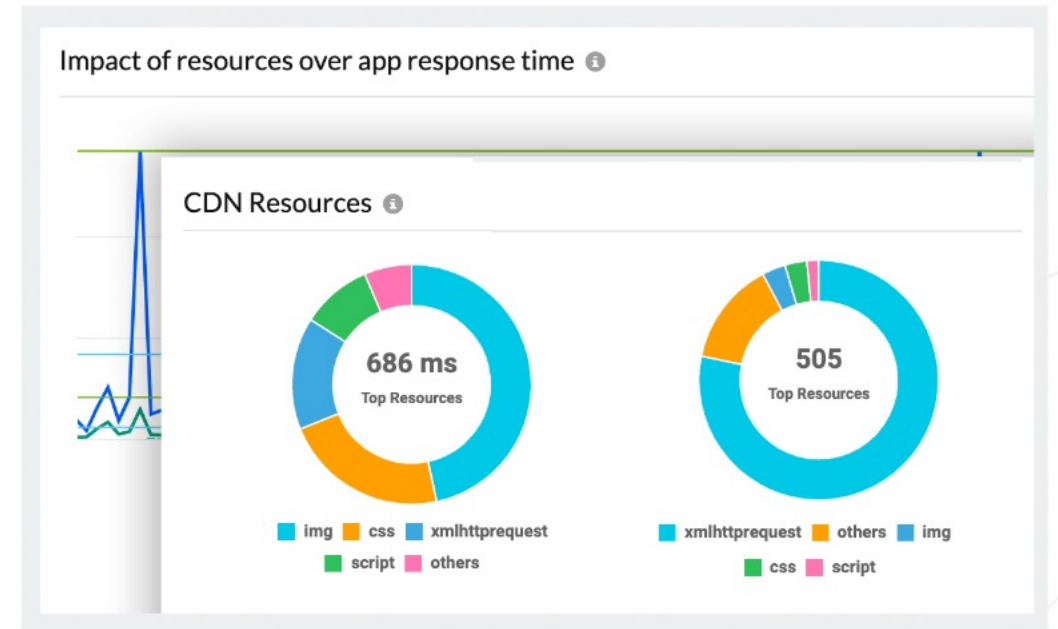 Impact of resources over app response time
CDN Resources
686 ms
Top Resources
img css xmlhttprequest
script others
505
Top Resources
xmlhttprequest others img
css script